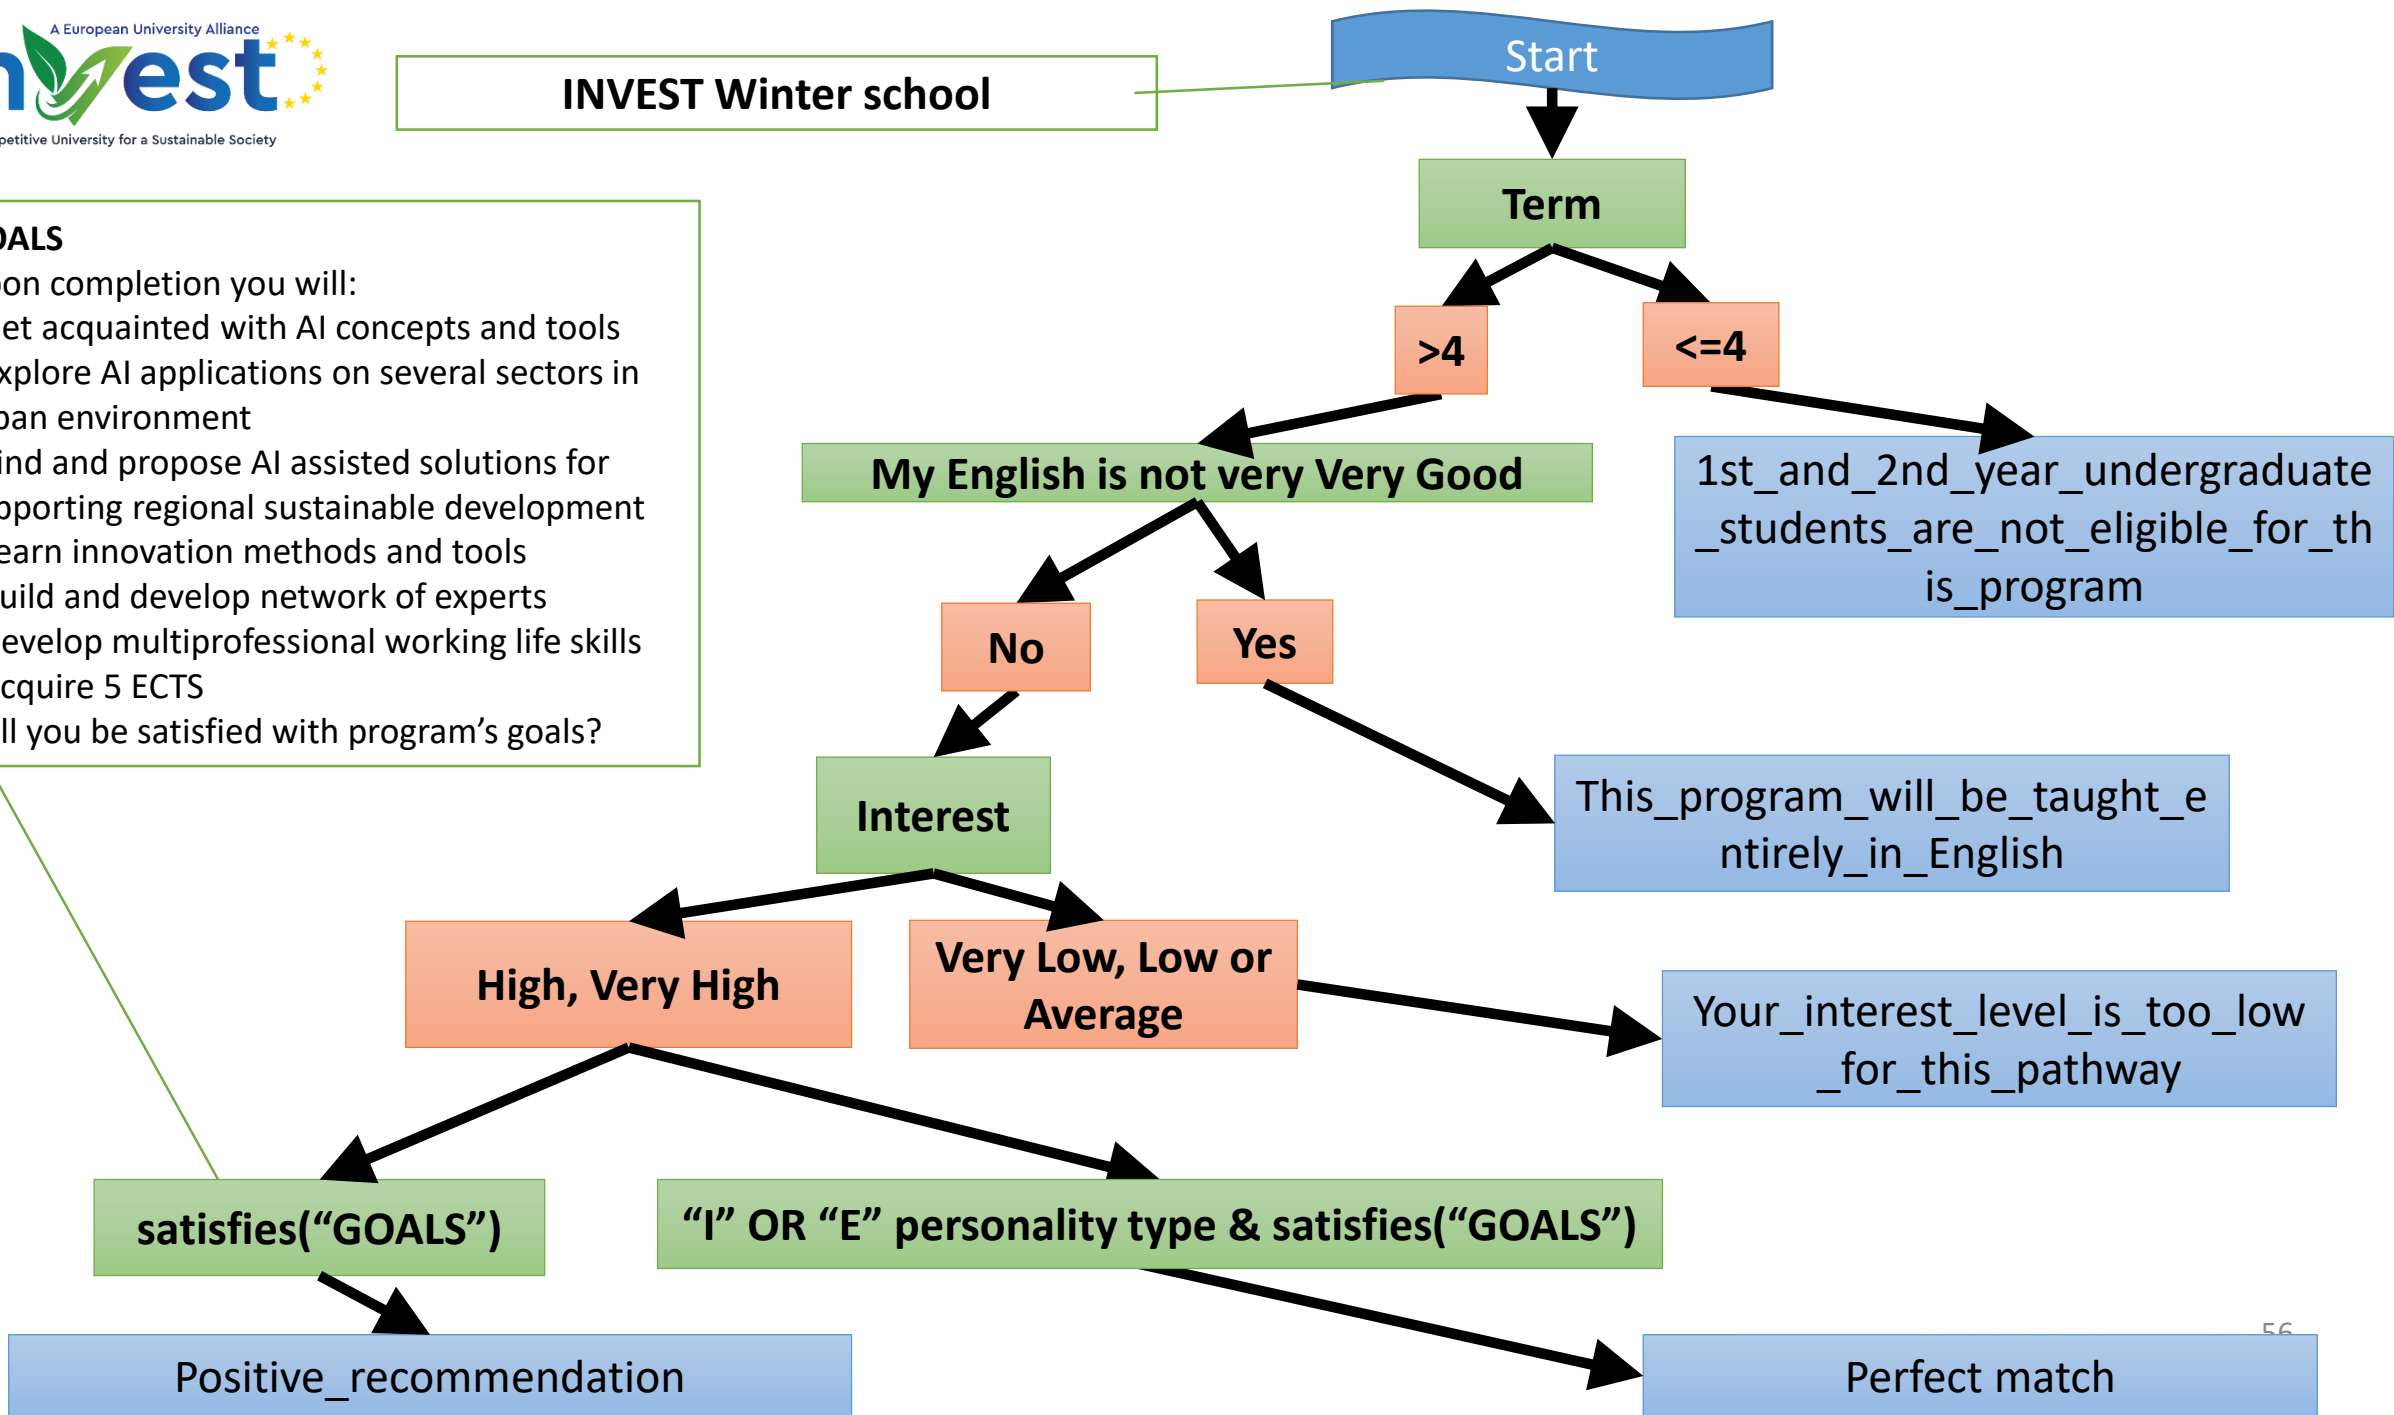 A European University Alliance
nvest
petitive University for a Sustainable Society
INVEST Winter school
Start
Term
OALS
on completion you will:
et acquainted with AI concepts and tools
xplore AI applications on several sectors in
ban environment
ind and propose AI assisted solutions for
pporting regional sustainable development
earn innovation methods and tools
uild and develop network of experts
evelop multiprofessional working life skills
cquire 5 ECTS
ll you be satisfied with program's goals?
>4
<=4
My English is not very Very Good
1st_and_2nd_year_undergraduate
_students_are_not_eligible_for_th
is_program
No
Yes
Interest
This_program_will_be_taught_e
ntirely_in_English
High, Very High
Very Low, Low or
Average
Your_interest_level_is_too_low
_for_this_pathway
satisfies(“GOALS”)
“I” OR “E” personality type & satisfies(“GOALS”)
56
Positive_recommendation
Perfect match